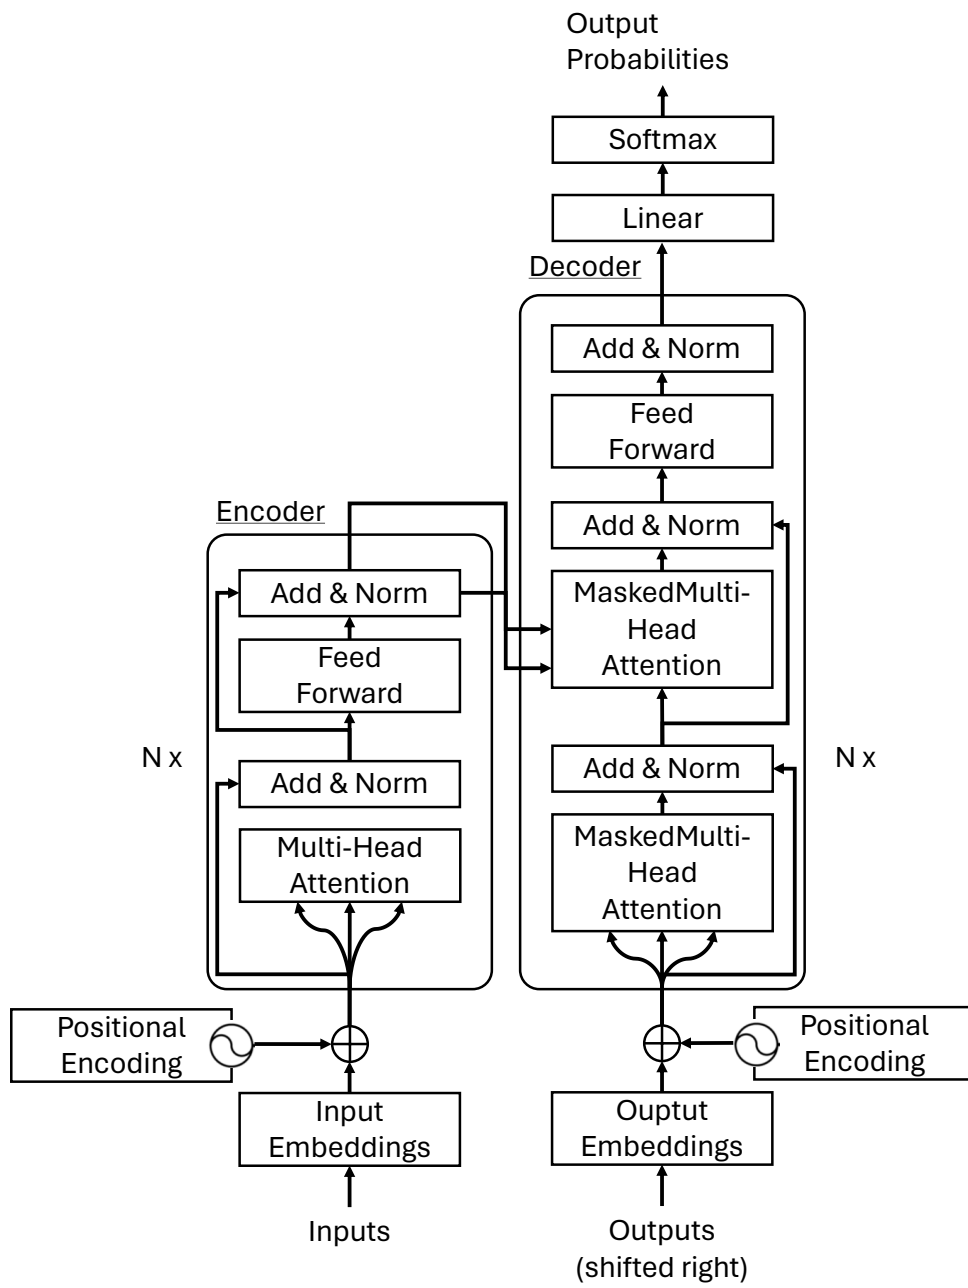 Output
Probabilities
Softmax
Linear
Decoder
Add & Norm
Feed
Forward
Add & Norm
MaskedMulti-
Head
Attention
Add & Norm
MaskedMulti-
Head
Attention
N x
Encoder
Add & Norm
Feed
Forward
Add & Norm
Multi-Head
Attention
N x
Positional
Encoding
Positional
Encoding
Input
Embeddings
Ouptut
Embeddings
Inputs
Outputs
(shifted right)